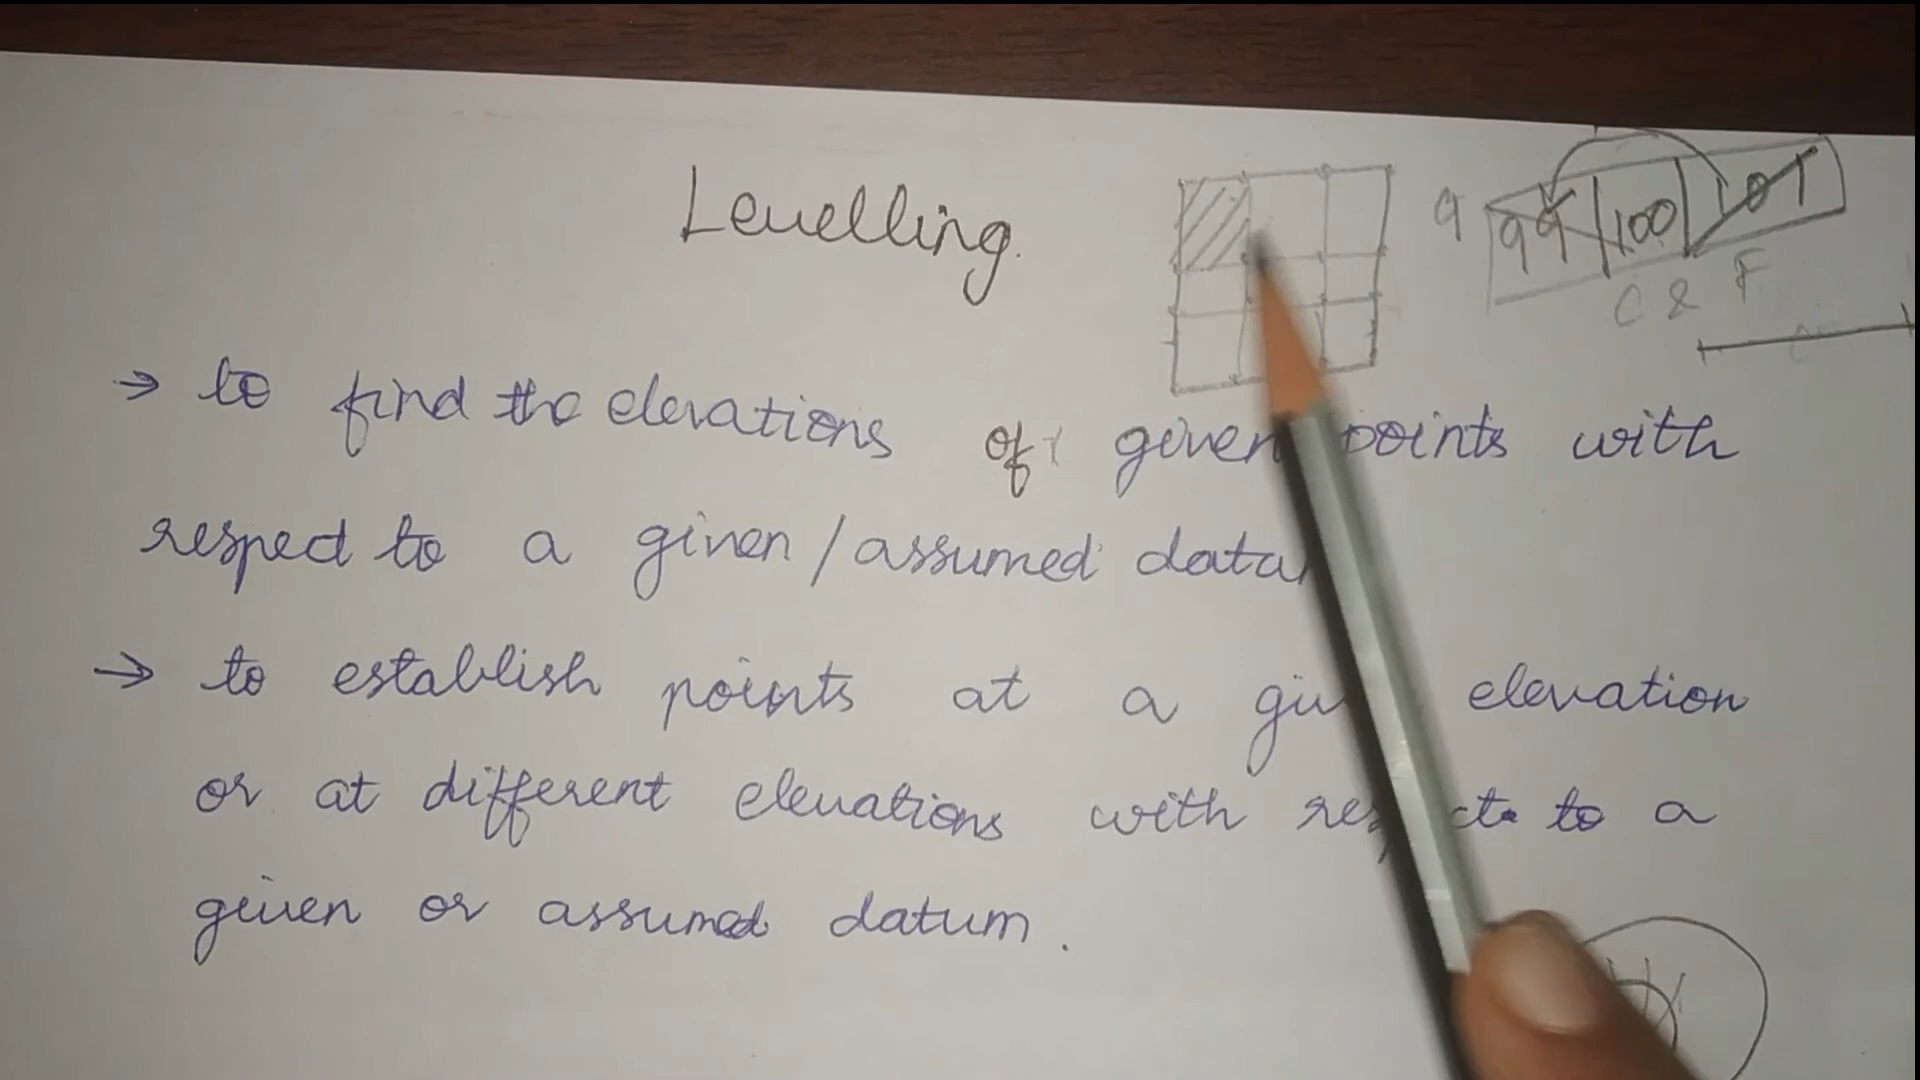 Levelling.
9 99 100 101
C & F
→ to find the elevations of given points with
respect to a given / assumed
→ to establish points at a elevation
or at different elevations with to a
given or assumed datum.